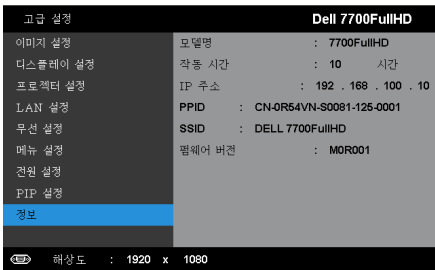 고급 설정 Dell 7700FullHD
이미지 설정
디스플레이 설정
프로젝터 설정
LAN 설정
무선 설정
메뉴 설정
전원 설정
PIP 설정
정보
모델명 : 7700FullHD
작동 시간 : 10 시간
IP 주소 : 192 . 168 . 100 . 10
PPID : CN-0R54VN-S0081-125-0001
SSID : DELL 7700FullHD
펌웨어 버전 : M0R001
해상도 : 1920 x 1080